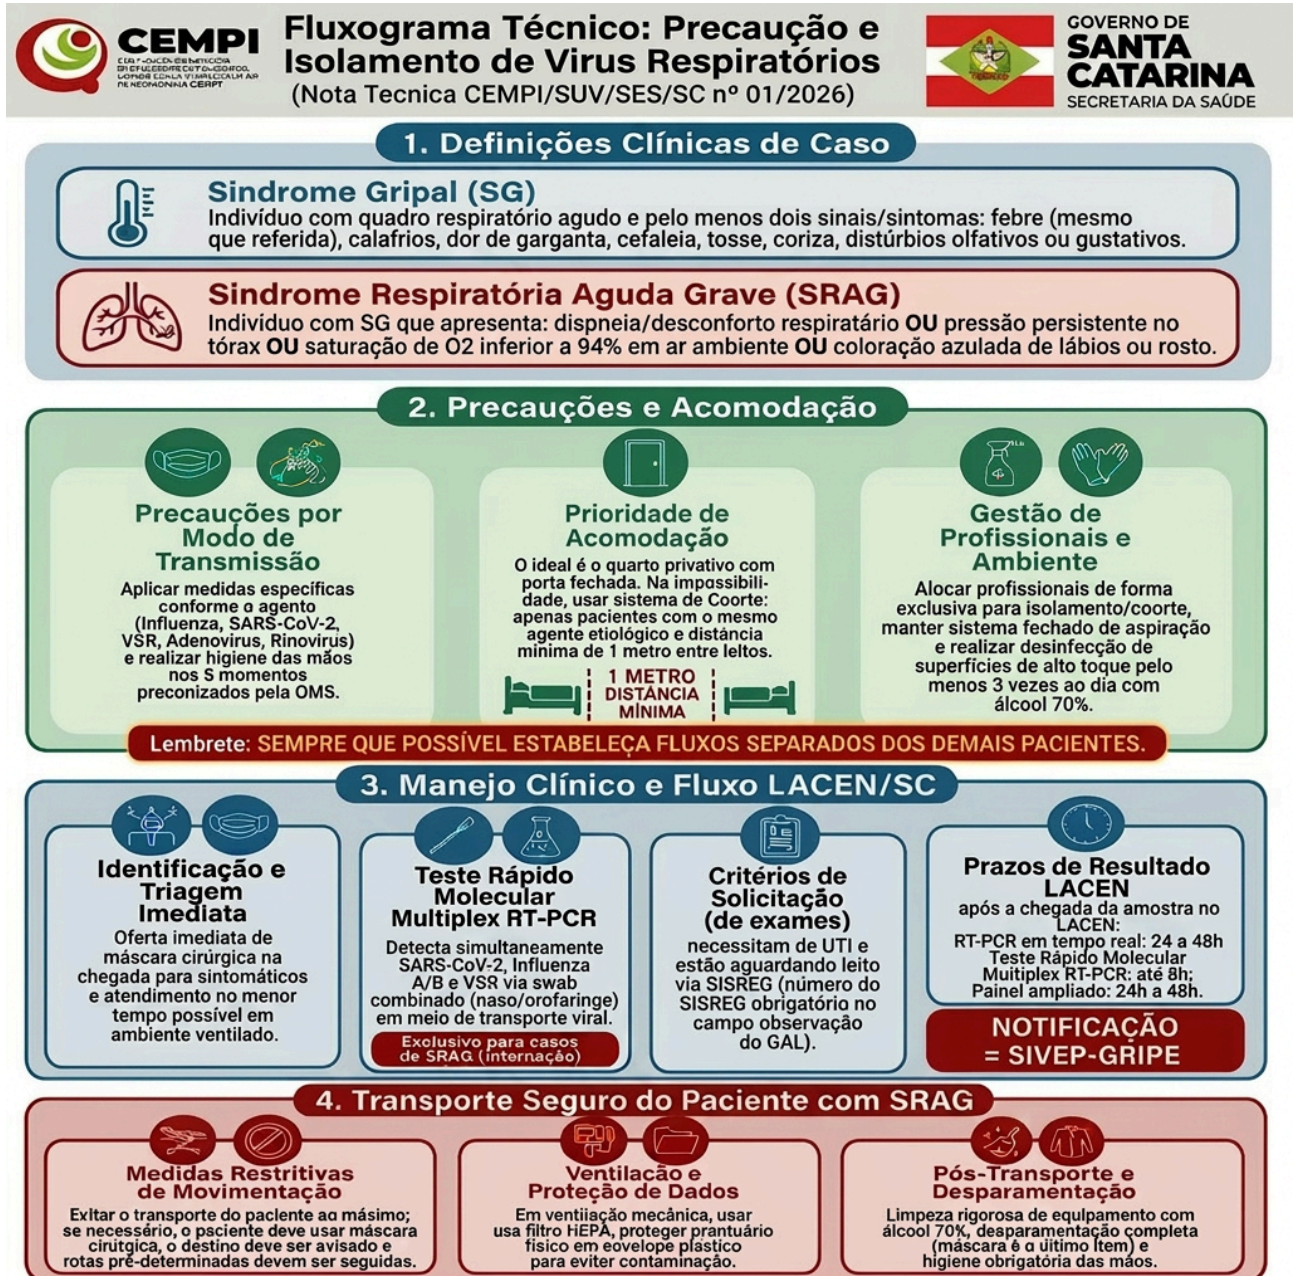 CEMPI
Fluxograma Técnico: Precaução e
Isolamento de Virus Respiratórios
(Nota Tecnica CEMPI/SUV/SES/SC nº 01/2026)
GOVERNO DE
SANTA
CATARINA
SECRETARIA DA SAÚDE
1. Definições Clínicas de Caso
Sindrome Gripal (SG)
Indivíduo com quadro respiratório agudo e pelo menos dois sinais/sintomas: febre (mesmo
que referida), calafrios, dor de garganta, cefaleia, tosse, coriza, distúrbios olfativos ou gustativos.
Sindrome Respiratória Aguda Grave (SRAG)
Indivíduo com SG que apresenta: dispneia/desconforto respiratário OU pressão persistente no
tórax OU saturação de O2 inferior a 94% em ar ambiente OU coloração azulada de lábios ou rosto.
2. Precauções e Acomodação
Precauções por
Modo de
Transmissão
Aplicar medidas específicas
conforme o agente
(Influenza, SARS-CoV-2,
VSR, Adenovirus, Rinovirus)
e realizar higiene das mãos
nos S momentos
preconizados pela OMS.
Prioridade de
Acomodação
O ideal é o quarto privativo com
porta fechada. Na impossibili-
dade, usar sistema de Coorte:
apenas pacientes com o mesmo
agente etiológico e distáncia
minima de 1 metro entre leitos.
1 METRO
DISTÁNCIA
MÍNIMA
Gestão de
Profissionais e
Ambiente
Alocar profissionais de forma
exclusiva para isolamento/coorte,
manter sistema fechado de aspiração
e realizar desinfecção de
superfícies de alto toque pelo
menos 3 vezes ao dia com
álcool 70%.
Lembrete: SEMPRE QUE POSSÍVEL ESTABELEÇA FLUXOS SEPARADOS DOS DEMAIS PACIENTES.
3. Manejo Clínico e Fluxo LACEN/SC
Identificação e
Triagem
Imediata
Oferta imediata de
máscara cirúrgica na
chegada para sintomáticos
e atendimento no menor
tempo possível em
ambiente ventilado.
Teste Rápido
Molecular
Multiplex RT-PCR
Detecta simultaneamente
SARS-CoV-2, Influenza
A/B e VSR via swab
combinado (naso/orofaringe)
em meio de transporte viral.
Exclusivo para casos
de SRAG (internação)
Critérios de
Solicitação
(de exames)
necessitam de UTI e
estão aguardando leito
via SISREG (número do
SISREG obrigatório no
campo observação
do GAL).
Prazos de Resultado
LACEN
após a chegada da amostra no
LACEN:
RT-PCR em tempo real: 24 a 48h
Teste Rápido Molecular
Multiplex RT-PCR: até 8h;
Painel ampliado: 24h a 48h.
NOTIFICAÇÃO
= SIVEP-GRIPE
4. Transporte Seguro do Paciente com SRAG
Medidas Restritivas
de Movimentação
Exltar o transporte do paciente ao másimo;
se necessério, o paciente deve usar máscara
cirútgica, o destino deve ser avisado e
rotas pré-determinadas devem ser seguidas.
Ventilacão e
Proteção de Dados
Em ventiiação mecânica, usar
usa filtro HEPA, proteger prantuário
físico em eovelope plástico
para eviter contaminação.
Pós-Transporte e
Desparamentação
Limpeza rigorosa de equlpamento com
álcool 70%, desparamentação completa
(máscara é o úitimo Item) e
higiene obrigatória das mãos.